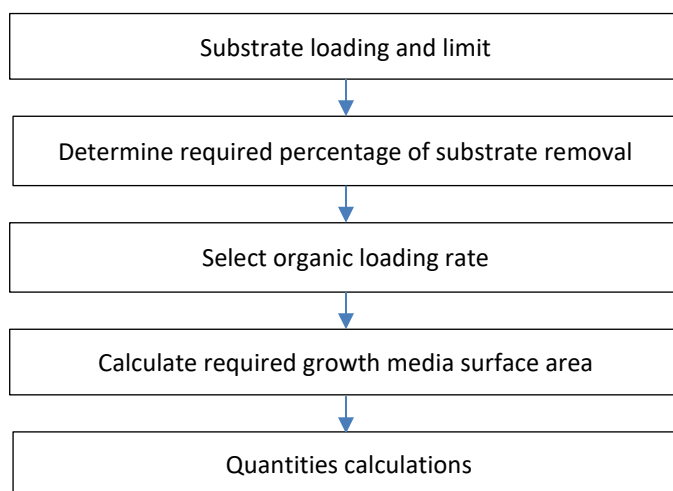 Substrate loading and limit
Determine required percentage of substrate removal
Select organic loading rate
Calculate required growth media surface area
Quantities calculations